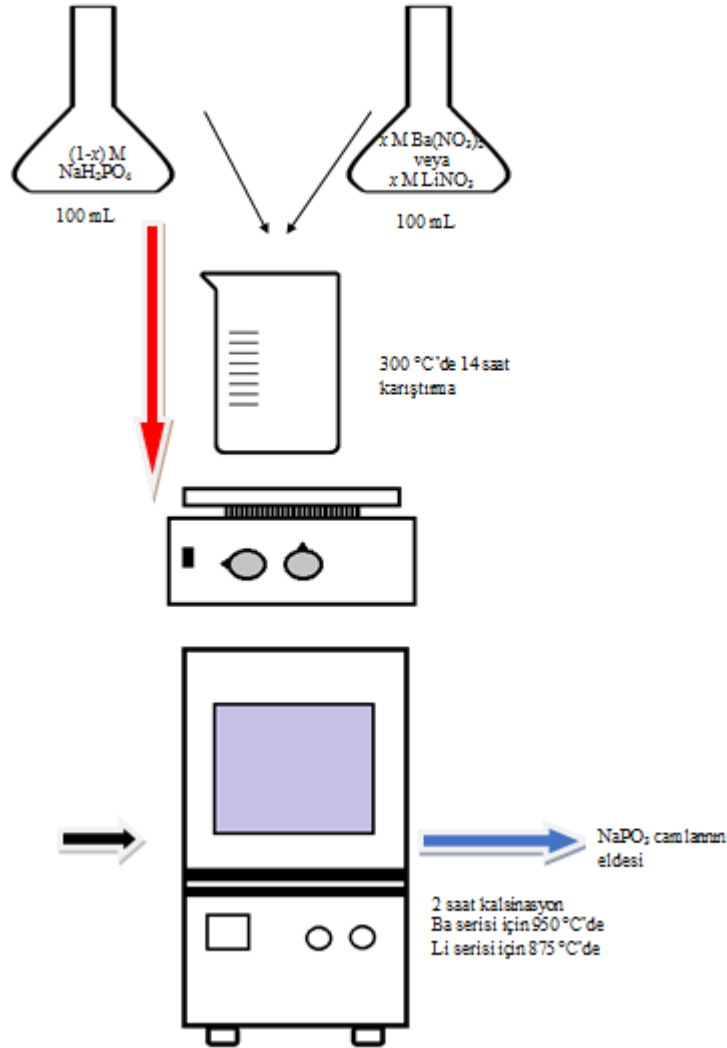 (1-x) M
NaH₂PO₄
100 mL
x M Ba(NO₃)₂
veya
x M LiNO₃
100 mL
300 °C'de 14 saat
karıştırma
NaPO₃ camlarının
eldesi
2 saat kalsinasyon
Ba serisi için 950 °C'de
Li serisi için 875 °C'de